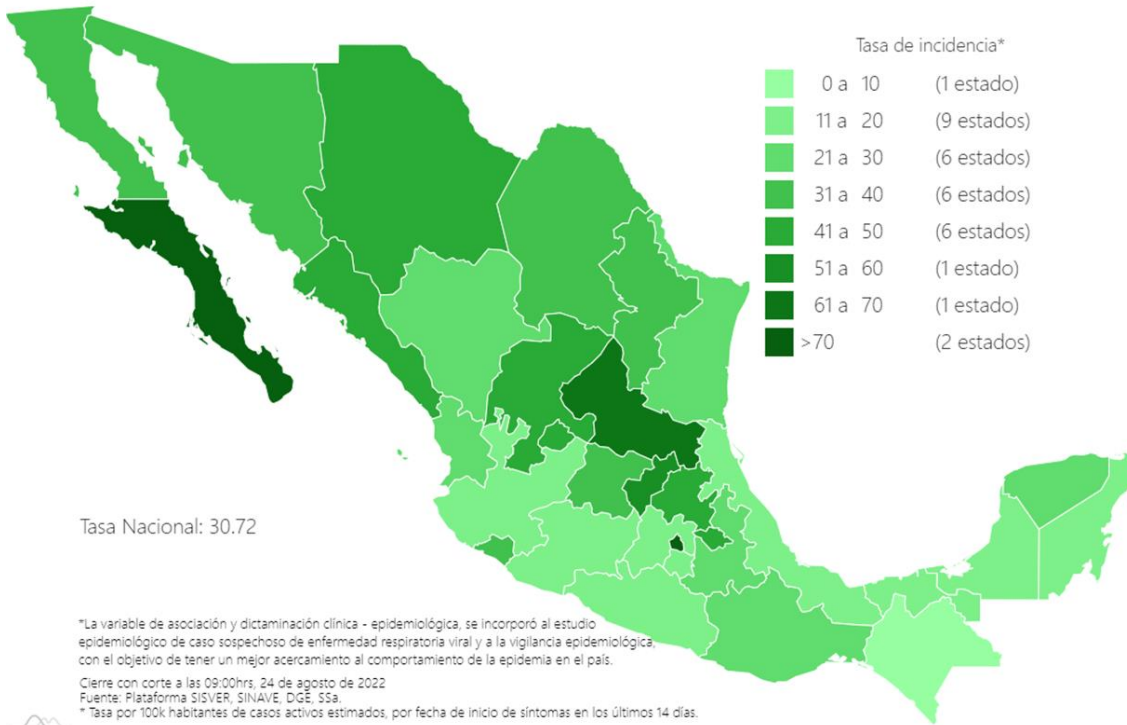 Tasa de incidencia*
0 a 10 (1 estado)
11 a 20 (9 estados)
21 a 30 (6 estados)
31 a 40 (6 estados)
41 a 50 (6 estados)
51 a 60 (1 estado)
61 a 70 (1 estado)
>70 (2 estados)
Tasa Nacional: 30.72
*La variable de asociación y dictaminación clínica - epidemiológica, se incorporó al estudio
epidemiológico de caso sospechoso de enfermedad respiratoria viral y a la vigilancia epidemiológica,
con el objetivo de tener un mejor acercamiento al comportamiento de la epidemia en el país.
Cierre con corte a las 09:00hrs, 24 de agosto de 2022
Fuente: Plataforma SISVER, SINAVE, DGE, SSa.
* Tasa por 100k habitantes de casos activos estimados, por fecha de inicio de síntomas en los últimos 14 días.